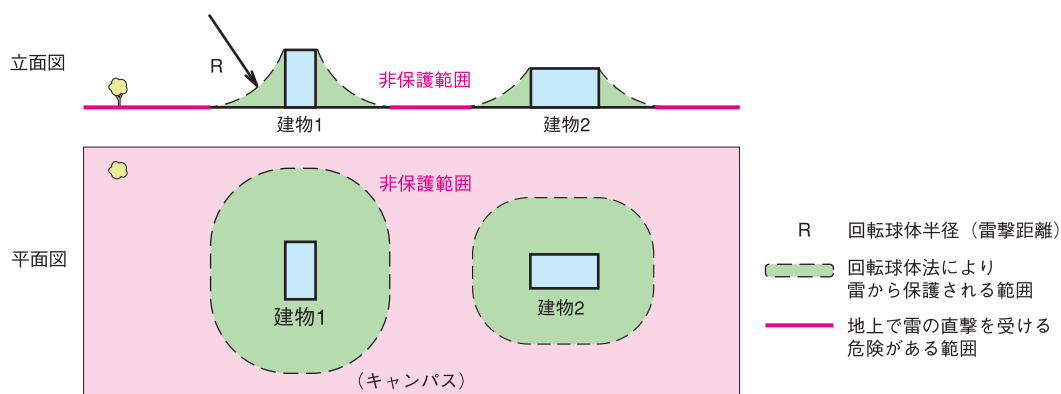 立面図
R
非保護範囲
建物1
建物2
平面図
非保護範囲
建物1
建物2
(キャンパス)
R 回転球体半径(雷撃距離)
回転球体法により
雷から保護される範囲
地上で雷の直撃を受ける
危険がある範囲